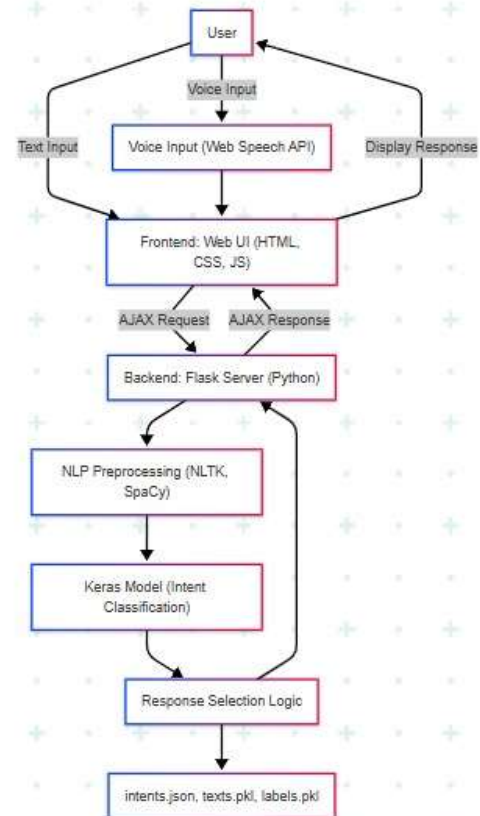 User
Voice Input
Text Input
Voice Input (Web Speech API)
Display Response
Frontend: Web UI (HTML,
CSS, JS)
AJAX Request
AJAX Response
Backend: Flask Server (Python)
NLP Preprocessing (NLTK,
SpaCy)
Keras Model (Intent
Classification)
Response Selection Logic
intents.json, texts.pkl, labels.pkl